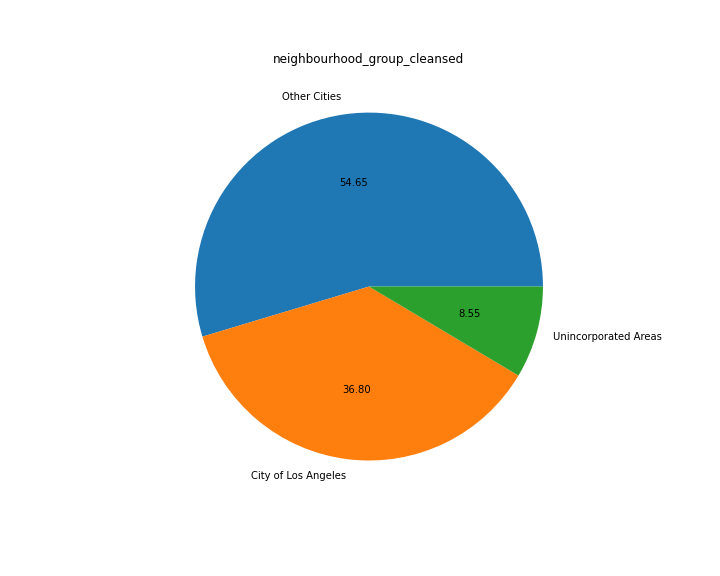 neighbourhood_group_cleansed
Other Cities
54.65
8.55
Unincorporated Areas
36.80
City of Los Angeles